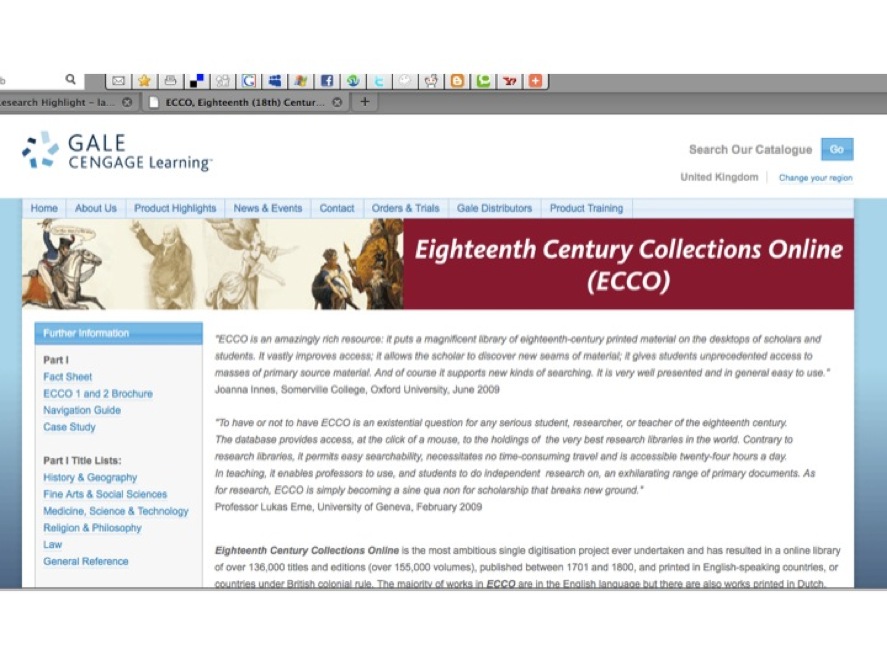 b
esearch Highlight – la...
ECCO, Eighteenth (18th) Centur...
GALE
CENGAGE Learning™
Search Our Catalogue
Go
United Kingdom
Change your region
Home
About Us
Product Highlights
News & Events
Contact
Orders & Trials
Gale Distributors
Product Training
Eighteenth Century Collections Online
(ECCO)
Further Information
Part I
Fact Sheet
ECCO 1 and 2 Brochure
Navigation Guide
Case Study
Part I Title Lists:
History & Geography
Fine Arts & Social Sciences
Medicine, Science & Technology
Religion & Philosophy
Law
General Reference
"ECCO is an amazingly rich resource: it puts a magnificent library of eighteenth-century printed material on the desktops of scholars and
students. It vastly improves access; it allows the scholar to discover new seams of material; it gives students unprecedented access to
masses of primary source material. And of course it supports new kinds of searching. It is very well presented and in general easy to use."
Joanna Innes, Somerville College, Oxford University, June 2009
"To have or not to have ECCO is an existential question for any serious student, researcher, or teacher of the eighteenth century.
The database provides access, at the click of a mouse, to the holdings of the very best research libraries in the world. Contrary to
research libraries, it permits easy searchability, necessitates no time-consuming travel and is accessible twenty-four hours a day.
In teaching, it enables professors to use, and students to do independent research on, an exhilarating range of primary documents. As
for research, ECCO is simply becoming a sine qua non for scholarship that breaks new ground."
Professor Lukas Erne, University of Geneva, February 2009
Eighteenth Century Collections Online is the most ambitious single digitisation project ever undertaken and has resulted in a online library
of over 136,000 titles and editions (over 155,000 volumes), published between 1701 and 1800, and printed in English-speaking countries, or
countries under British colonial rule. The majority of works in ECCO are in the English language but there are also works printed in Dutch,